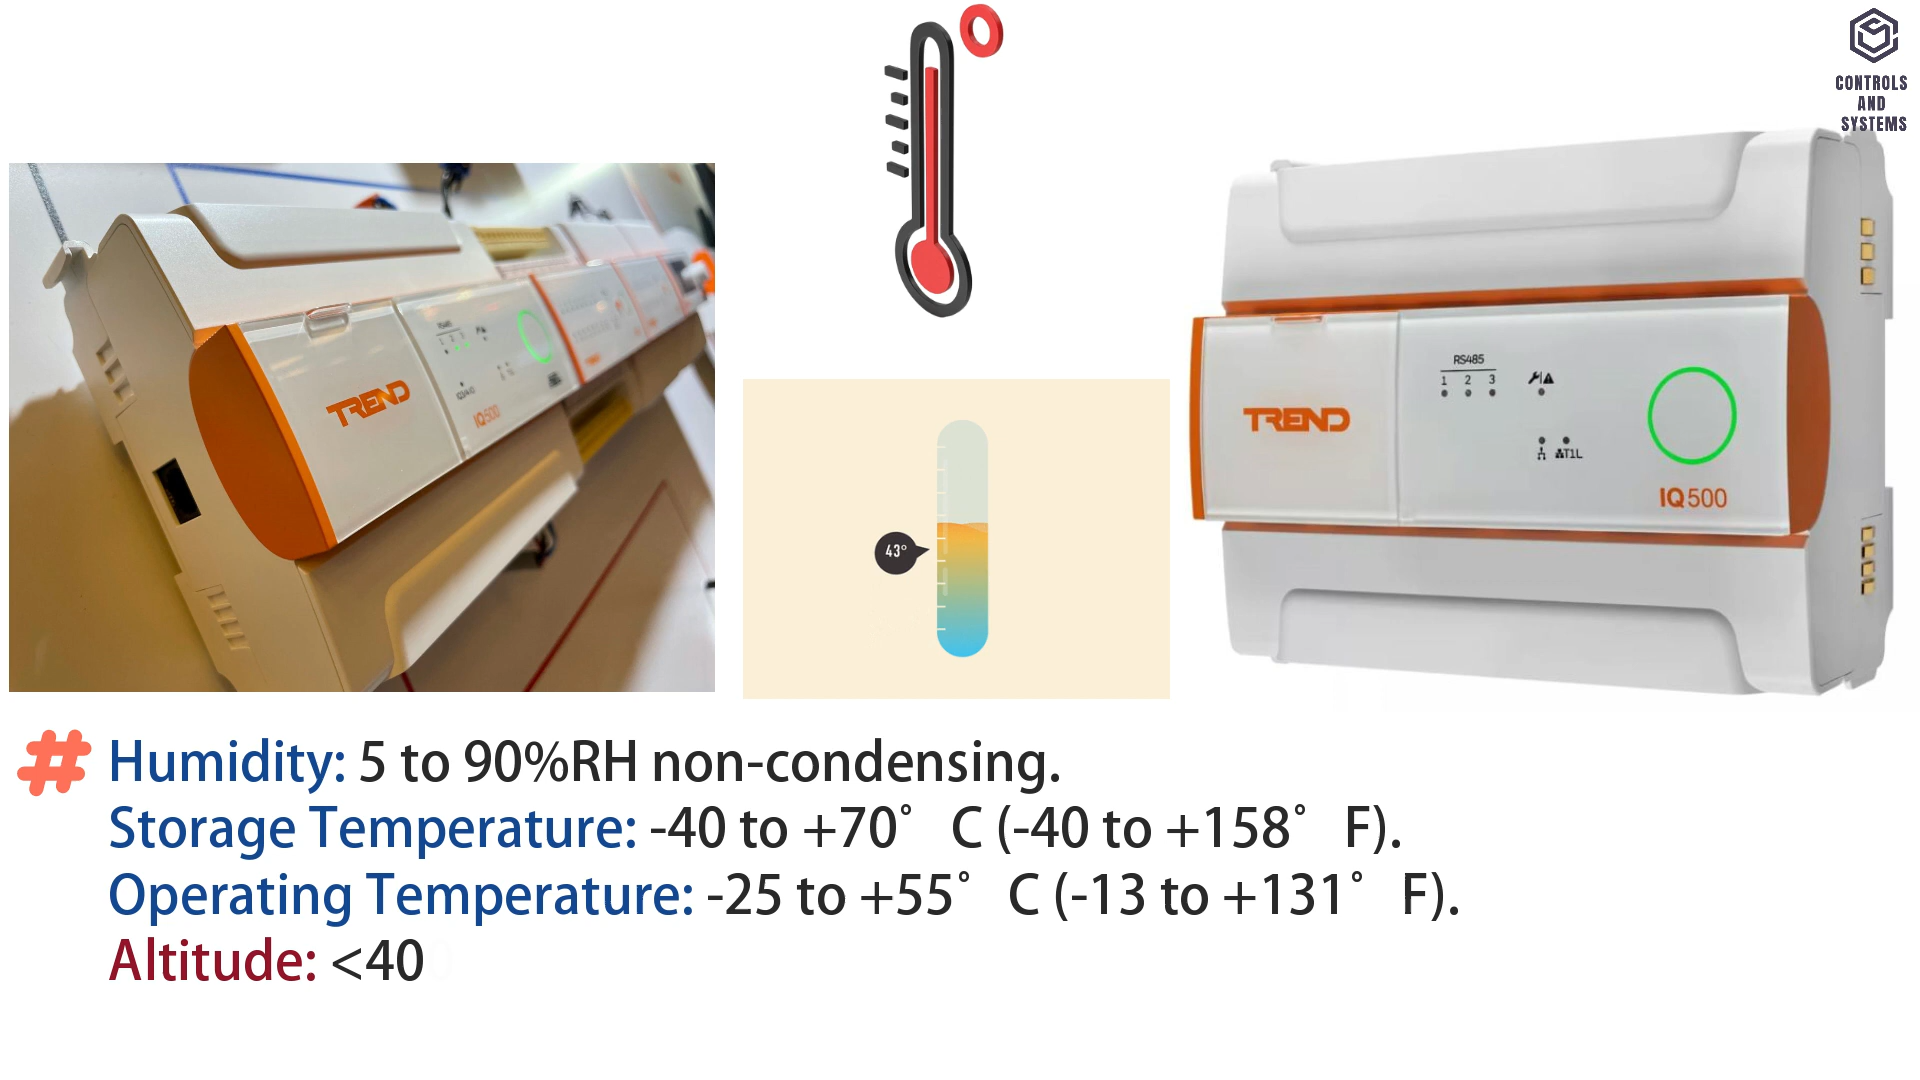 CONTROLS
AND
SYSTEMS
TREND
IQ500
RS485
1 2 3
T1L
TREND
IQ500
43°
# Humidity: 5 to 90%RH non-condensing.
Storage Temperature: -40 to +70° C (-40 to +158° F).
Operating Temperature: -25 to +55° C (-13 to +131° F).
Altitude: <40